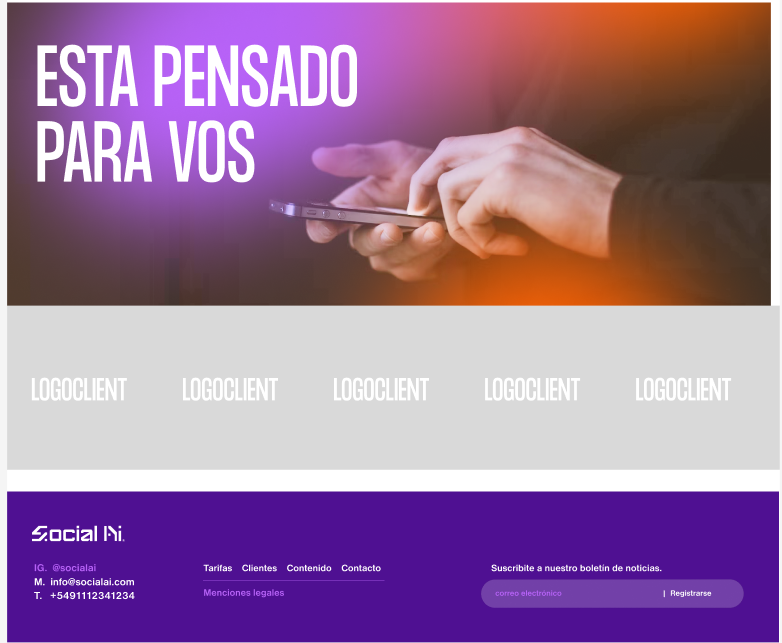 ESTA PENSADO
PARA VOS
LOGOCLIENT LOGOCLIENT LOGOCLIENT LOGOCLIENT LOGOCLIENT
Social Ai.
IG. @socialai
M. info@socialai.com
T. +5491112341234
Tarifas Clientes Contenido Contacto
Menciones legales
Suscribite a nuestro boletín de noticias.
correo electrónico | Registrarse